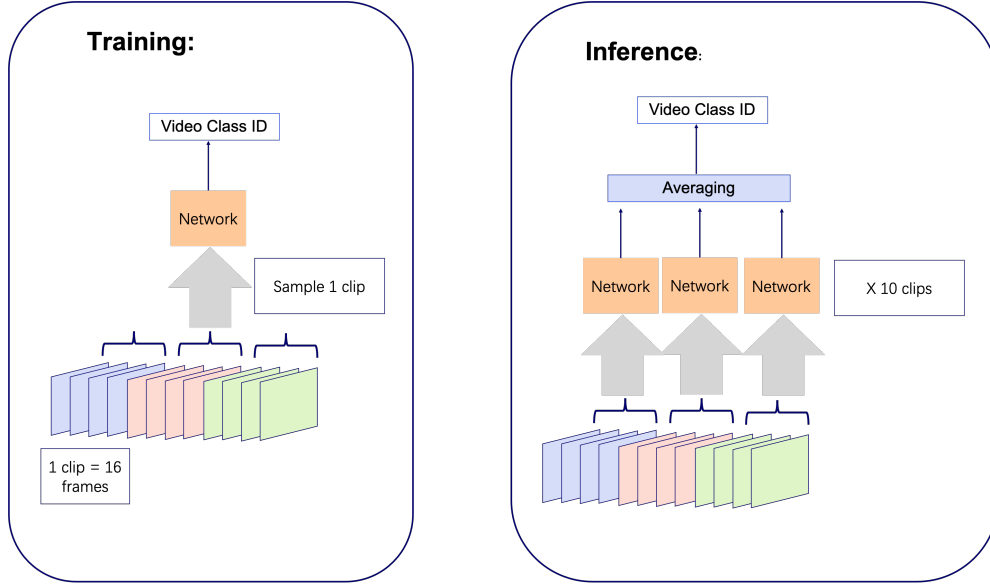 Training:
Video Class ID
Network
Sample 1 clip
1 clip = 16
frames
Inference:
Video Class ID
Averaging
Network
Network
Network
X 10 clips